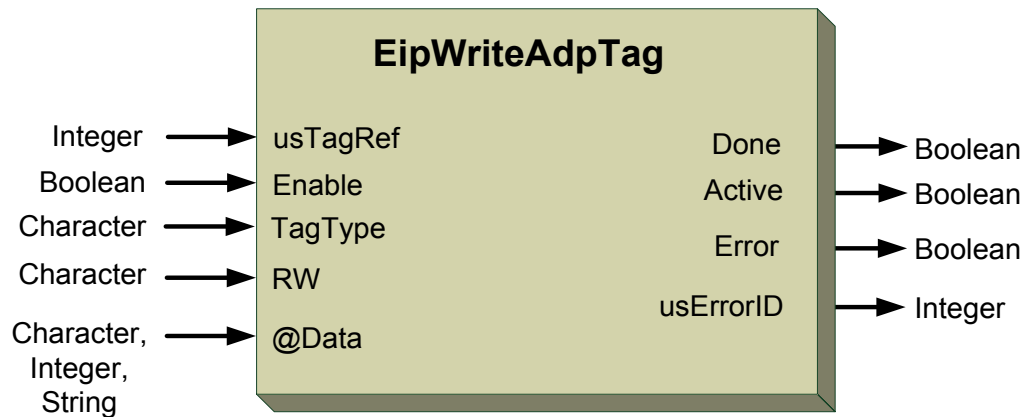 EipWriteAdpTag
Integer
usTagRef
Boolean
Enable
Character
TagType
Character
RW
Character,
Integer,
String
@Data
Done
Boolean
Active
Boolean
Error
Boolean
usErrorID
Integer